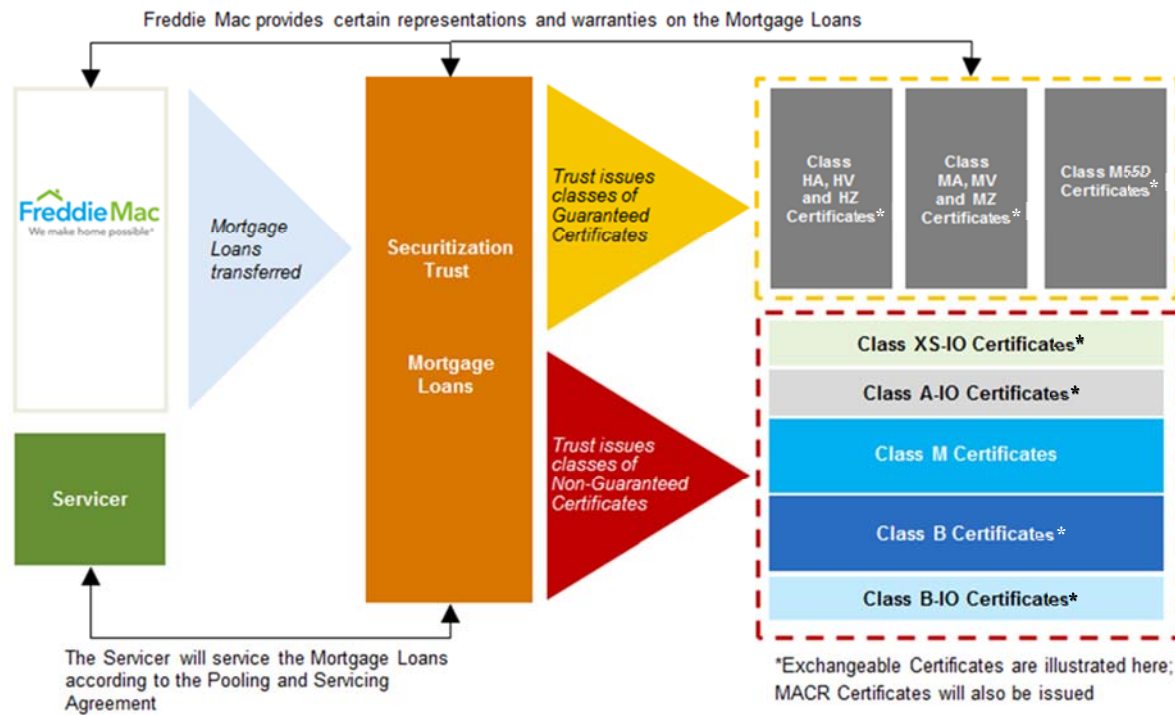 Freddie Mac provides certain representations and warranties on the Mortgage Loans
Freddie Mac
We make home possible®
Mortgage
Loans
transferred
Securitization
Trust
Mortgage
Loans
Servicer
Trust issues
classes of
Guaranteed
Certificates
Class
HA, HV
and HZ
Certificates*
Class
MA, MV
and MZ
Certificates*
Class M55D
Certificates*
Trust issues
classes of
Non-Guaranteed
Certificates
Class XS-IO Certificates*
Class A-IO Certificates*
Class M Certificates
Class B Certificates*
Class B-IO Certificates*
The Servicer will service the Mortgage Loans
according to the Pooling and Servicing
Agreement
*Exchangeable Certificates are illustrated here;
MACR Certificates will also be issued